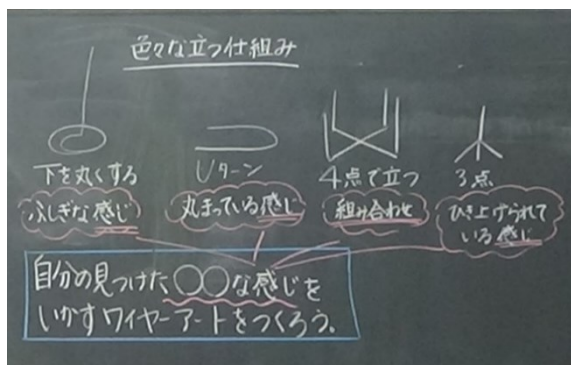 色々な立つ仕組み
下を丸くする
Uターン
4点で立つ
3点
ふしぎな感じ
丸まっている感じ
組み合わせ
ひき上げられて
いる感じ
自分の見つけた〇〇な感じを
いかすワイヤーアートをつくろう。